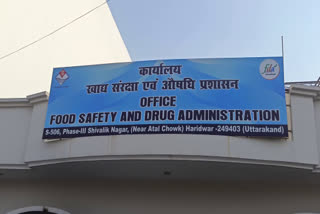 कार्यालय
खाद्य संरक्षा एवं औषधि प्रशासन
OFFICE
FOOD SAFETY AND DRUG ADMINISTRATION
S-506, Phase-III Shivalik Nagar, (Near Atal Chowk) Haridwar -249403 (Uttarakand)